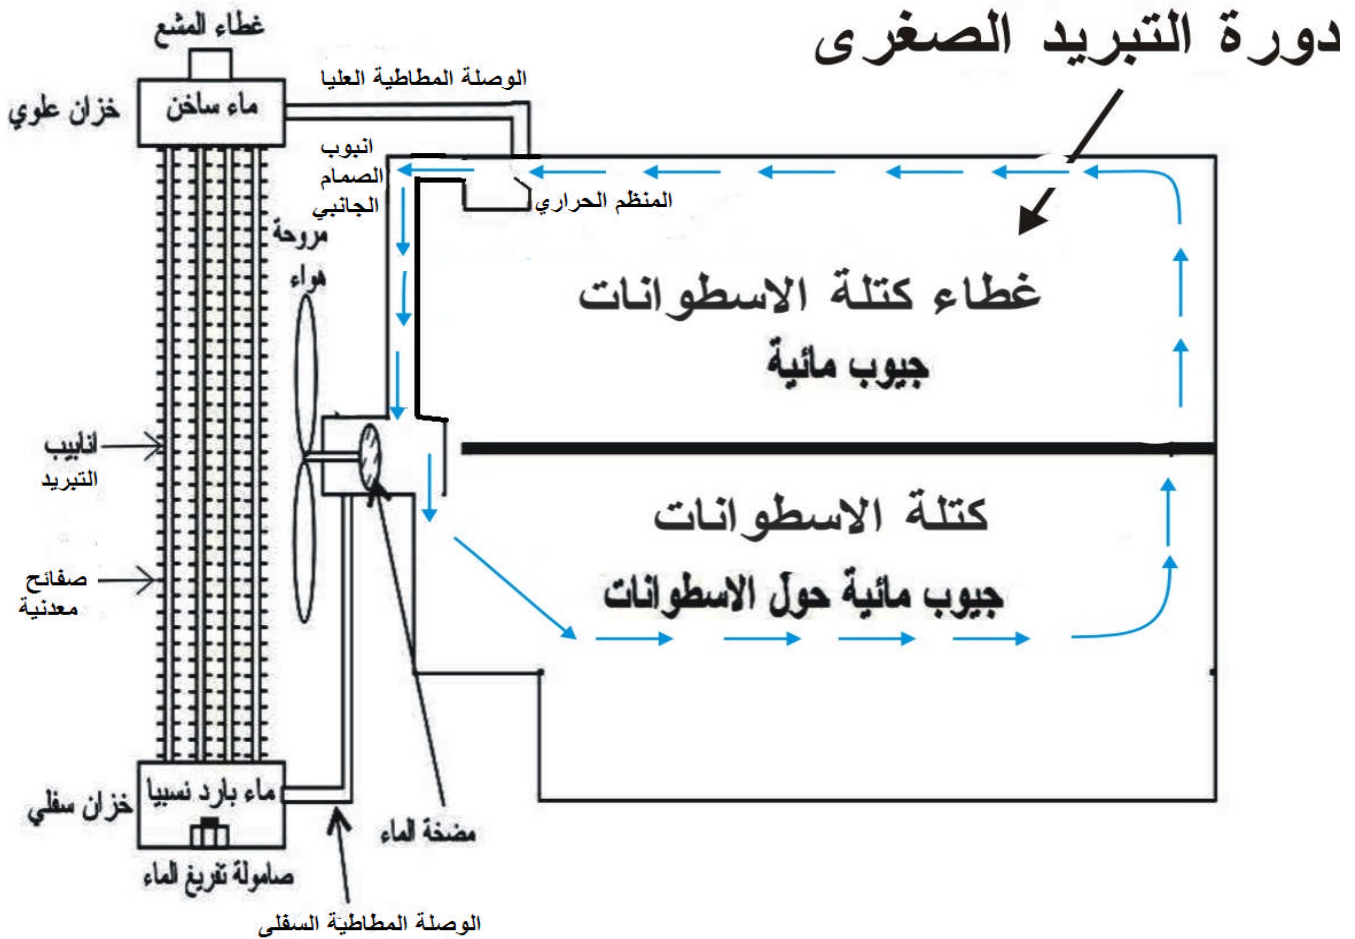 دورة التبريد الصغرى
غطاء المشع
الوصلة المطاطية العليا
خزان علوي
ماء ساخن
انبوب
الصمام
الجانبي
المنظم الحراري
مروحة
هواء
غطاء كتلة الاسطوانات
جيوب مائية
انابيب
التبريد
كتلة الاسطوانات
جيوب مائية حول الاسطوانات
صفائح
معدنية
خزان سفلي
ماء بارد نسبيا
مضخة الماء
صامولة تفريغ الماء
الوصلة المطاطية السفلى